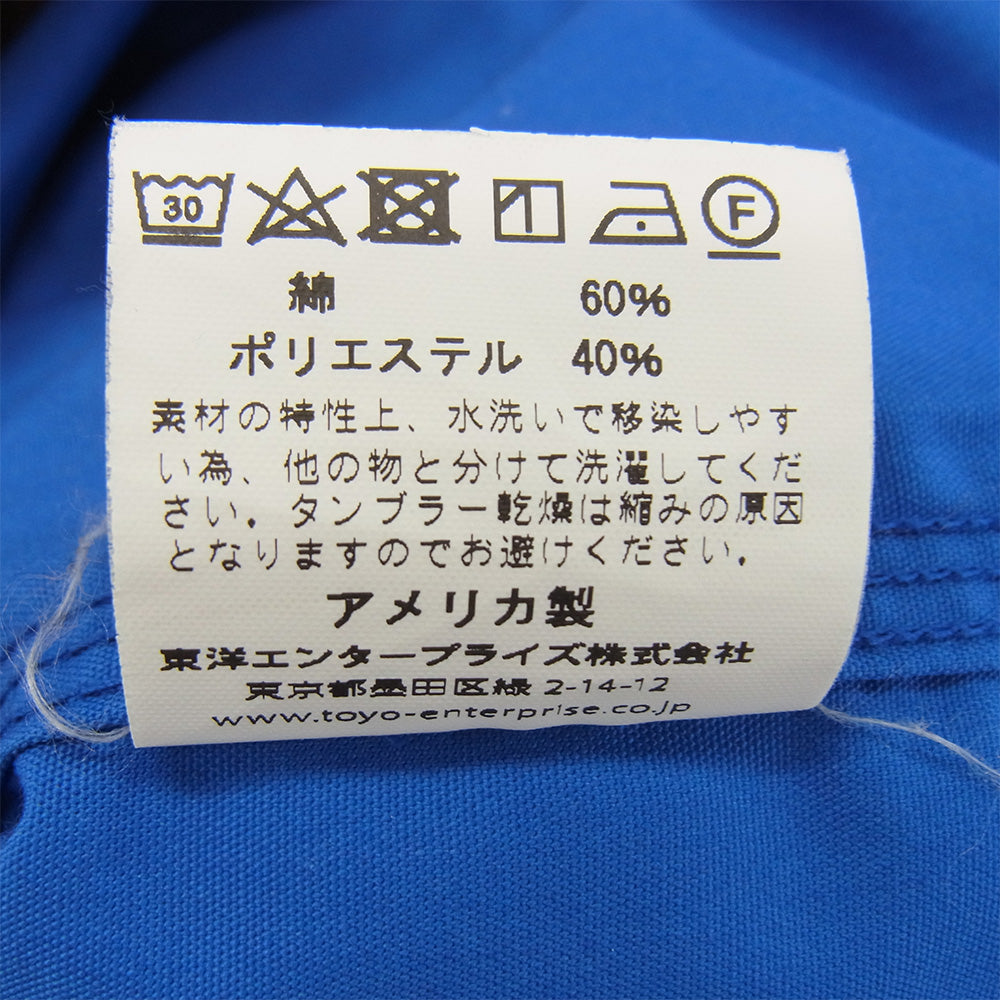 30 F
綿 60%
ポリエステル 40%
素材の特性上、水洗いで移染しやす
い為、他の物と分けて洗濯してくだ
さい。タンブラー乾燥は縮みの原因
となりますのでお避けください。
アメリカ製
東洋エンタープライズ株式会社
東京都墨田区緑 2-14-12
www.toyo-enterprise.co.jp